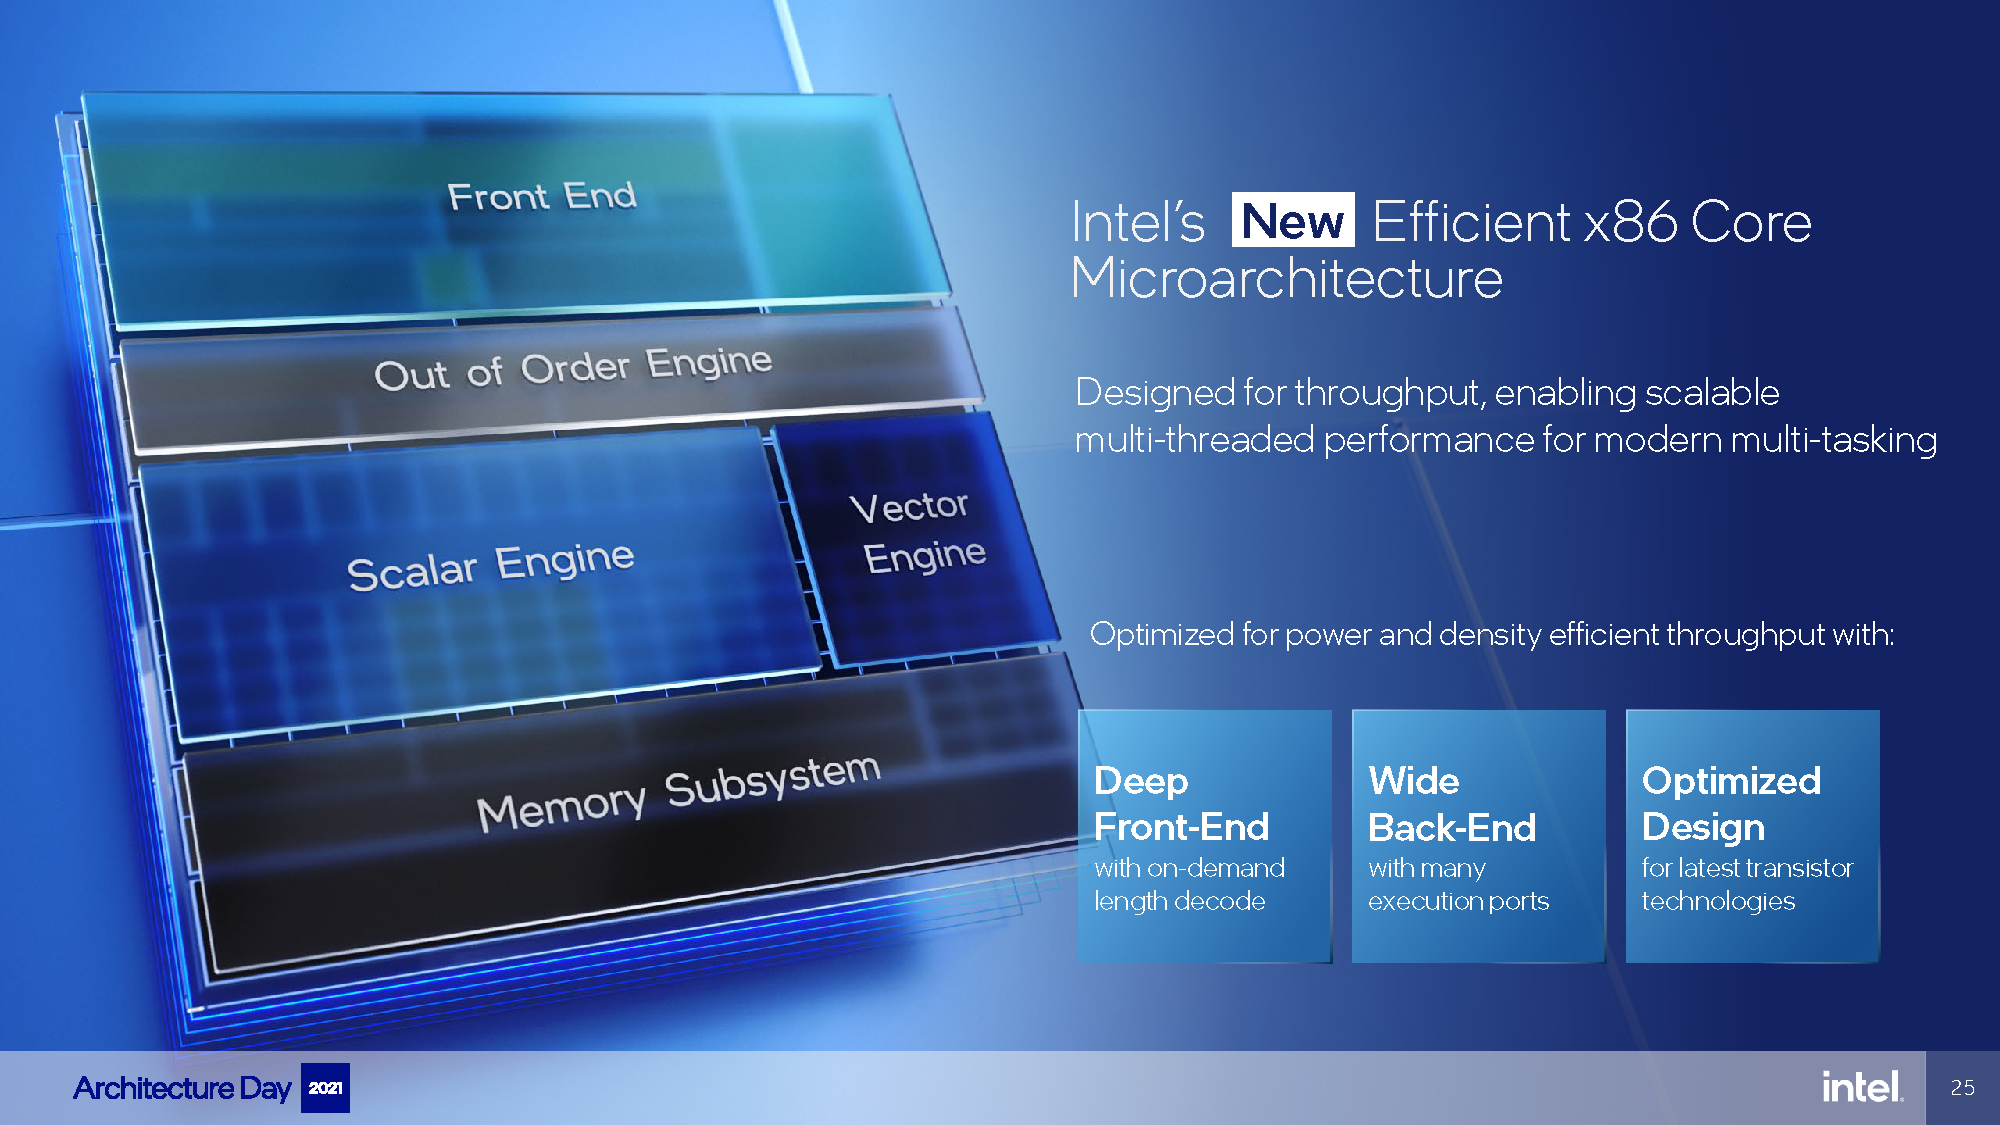 Front End
Out of Order Engine
Scalar Engine
Vector
Engine
Memory Subsystem
Intel's New Efficient x86 Core
Microarchitecture
Designed for throughput, enabling scalable
multi-threaded performance for modern multi-tasking
Optimized for power and density efficient throughput with:
Deep
Front-End
with on-demand
length decode
Wide
Back-End
with many
execution ports
Optimized
Design
for latest transistor
technologies
Architecture Day 2021
intel.
25